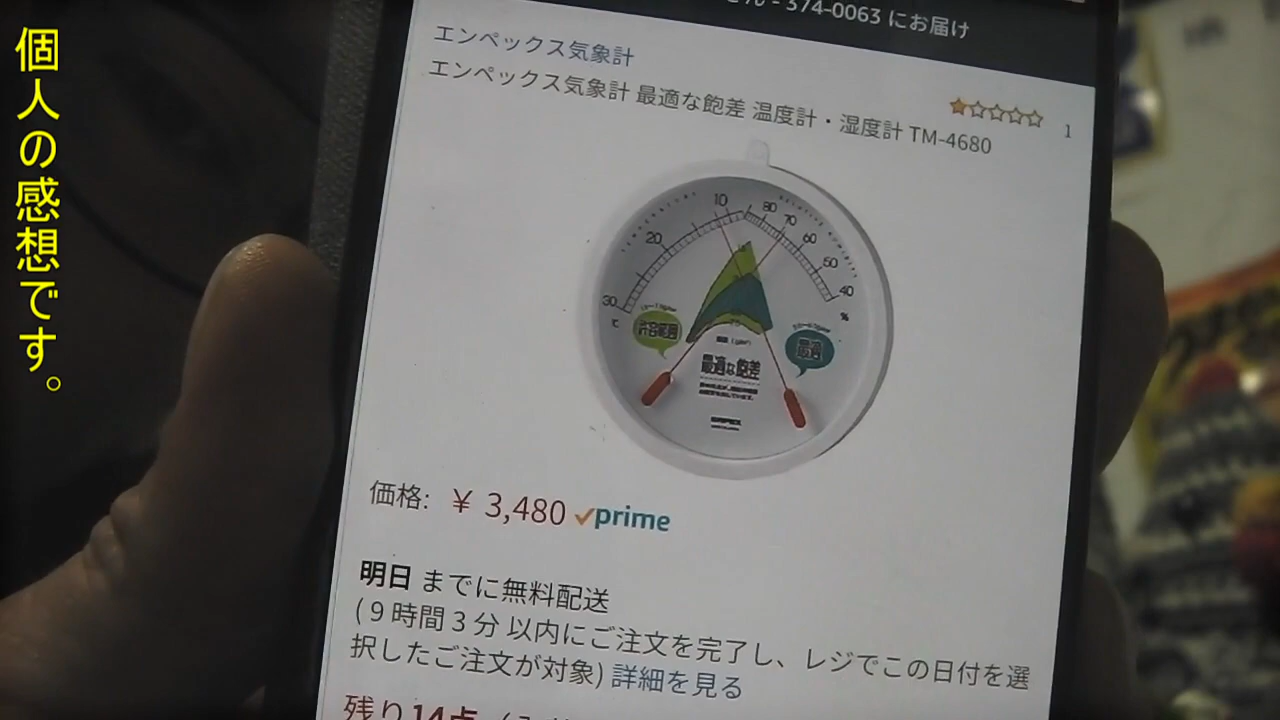 個人の感想です。
374-0063 にお届け
エンペックス気象計
エンペックス気象計 最適な飽差 温度計・湿度計 TM-4680
1
10
20
30
℃
80
70
60
50
40
%
許容範囲
最適
最適な飽差
価格: ￥ 3,480 prime
明日 までに無料配送
(9 時間 3 分 以内にご注文を完了し、レジでこの日付を選
択したご注文が対象) 詳細を見る
残り14点